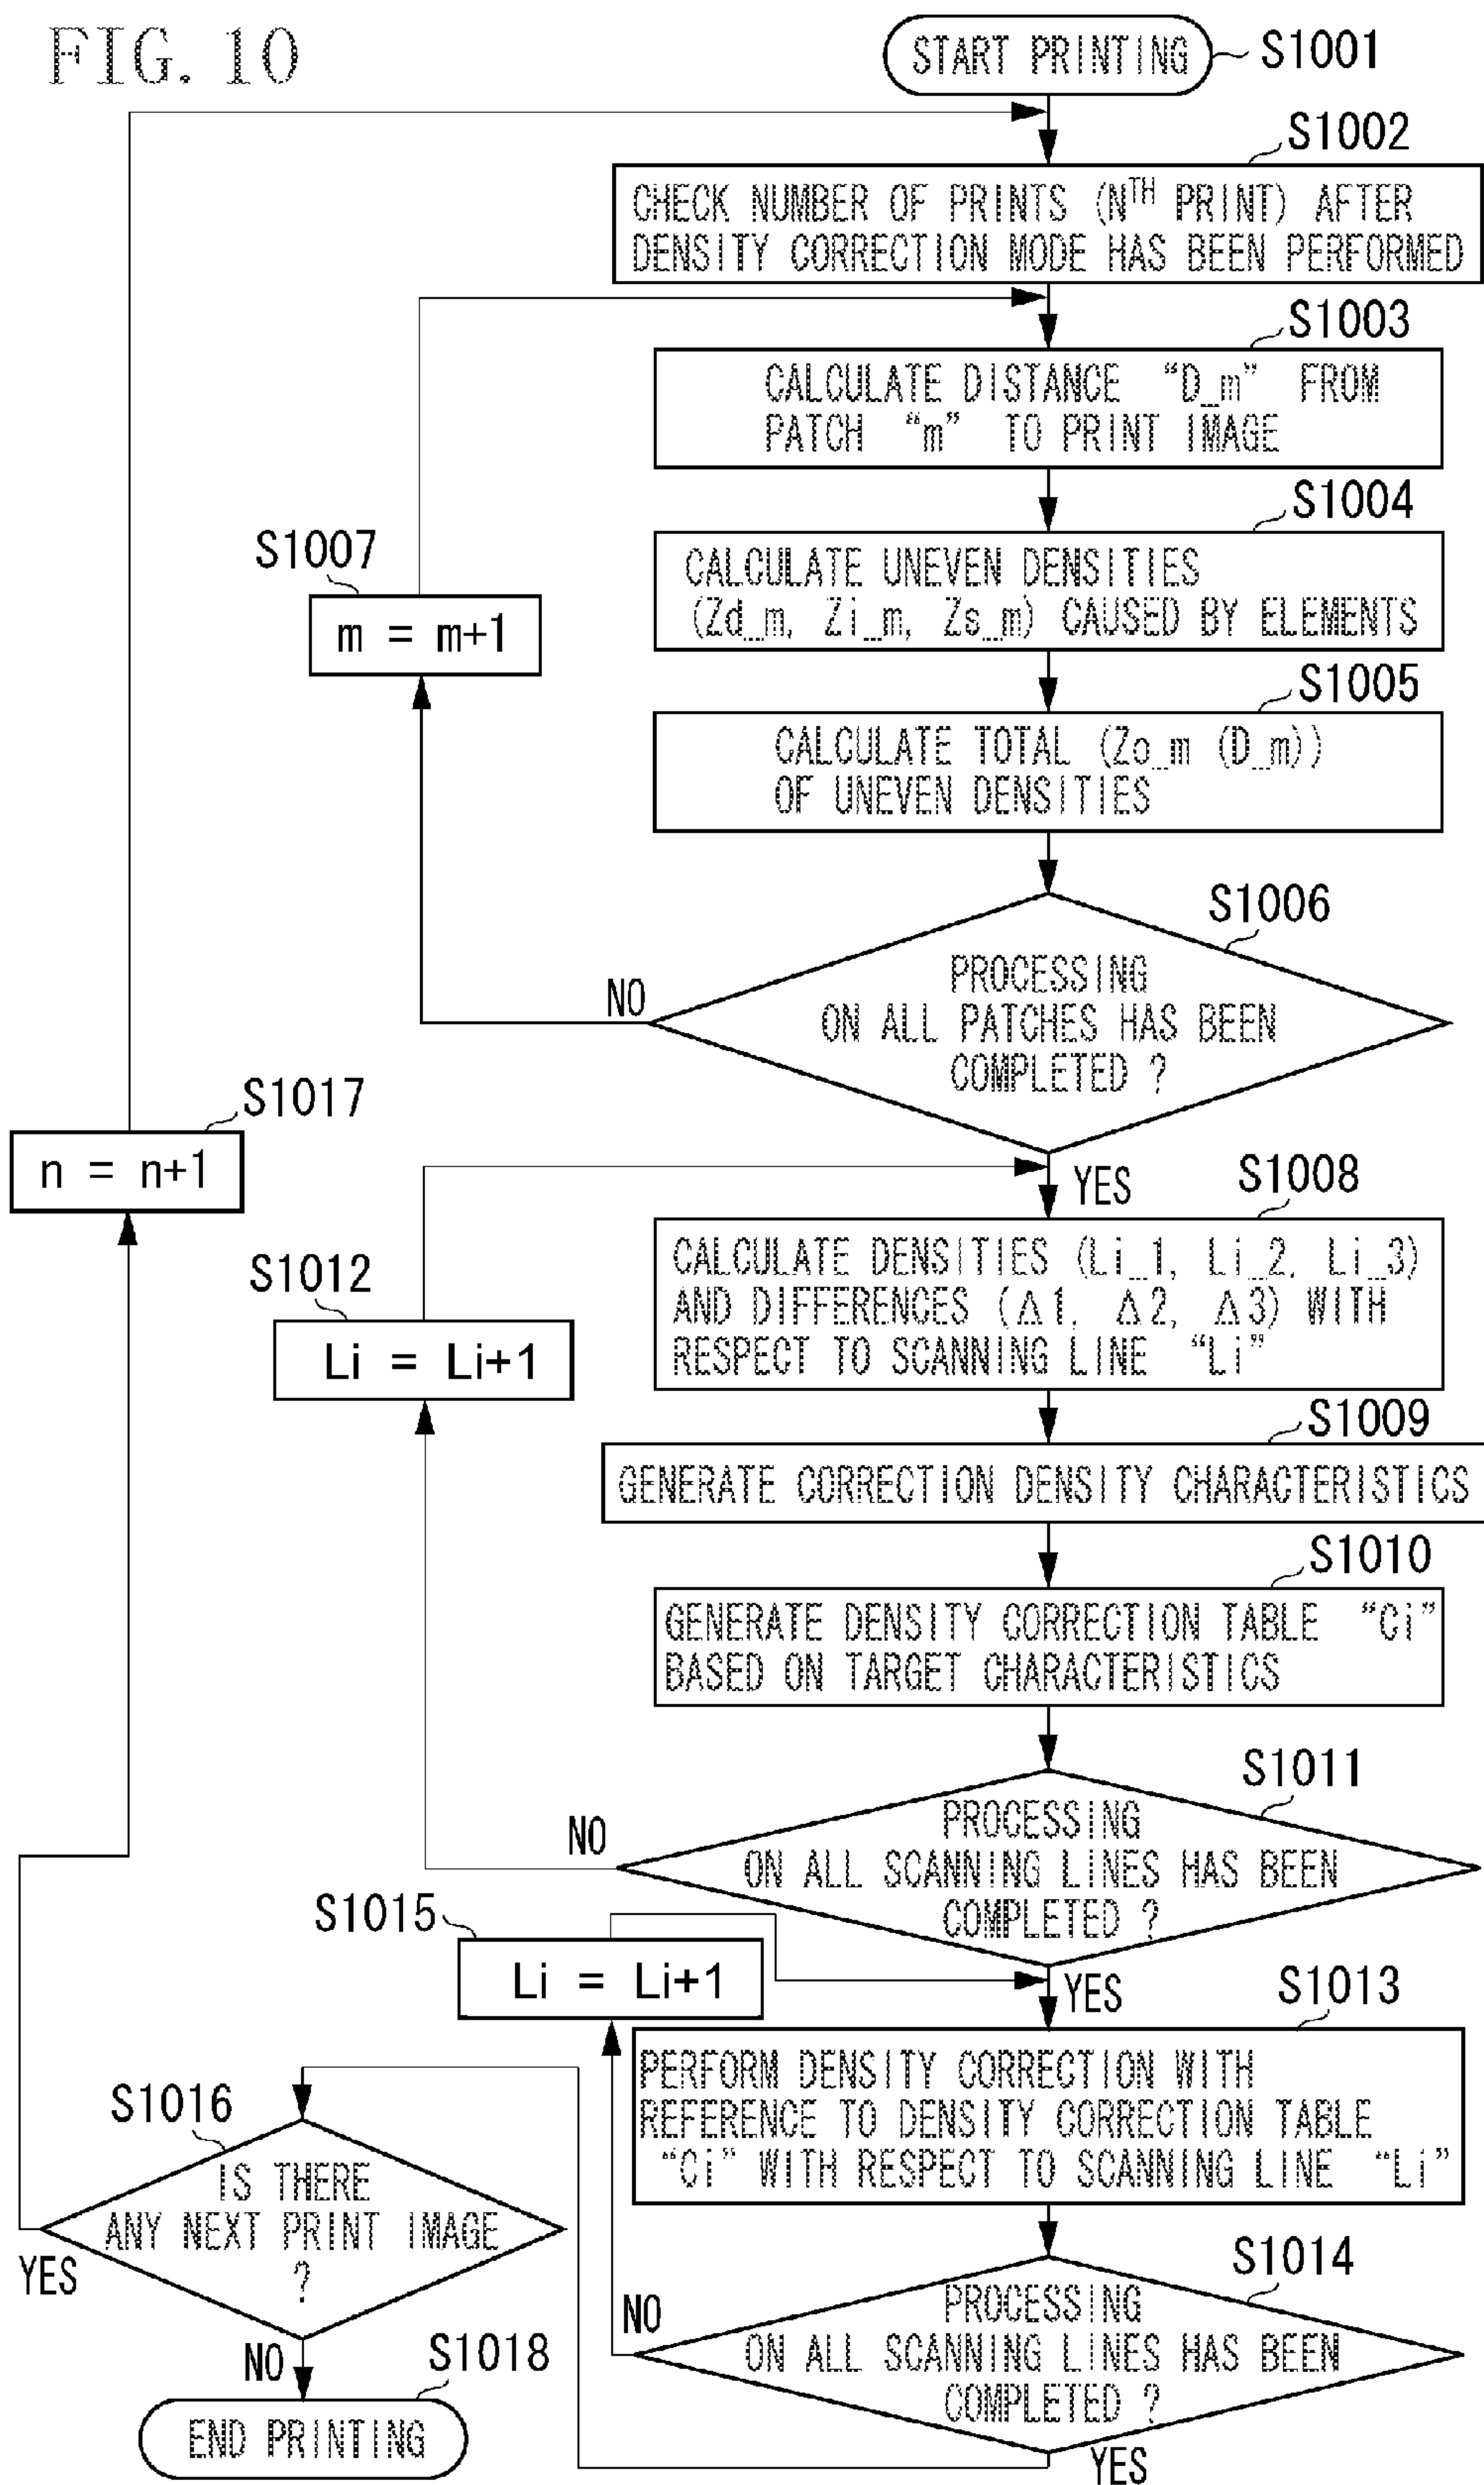 FIG. 10
START PRINTING
S1001
S1002
CHECK NUMBER OF PRINTS (NTH PRINT) AFTER
DENSITY CORRECTION MODE HAS BEEN PERFORMED
S1003
CALCULATE DISTANCE "D_m" FROM
PATCH "m" TO PRINT IMAGE
S1004
CALCULATE UNEVEN DENSITIES
(Zd_m, Zi_m, Zs_m) CAUSED BY ELEMENTS
S1007
m = m+1
S1005
CALCULATE TOTAL (Zo_m (D_m))
OF UNEVEN DENSITIES
S1006
PROCESSING
ON ALL PATCHES HAS BEEN
COMPLETED ?
NO
YES
S1017
n = n+1
S1008
CALCULATE DENSITIES (Li_1, Li_2, Li_3)
AND DIFFERENCES (Δ1, Δ2, Δ3) WITH
RESPECT TO SCANNING LINE "Li"
S1012
Li = Li+1
S1009
GENERATE CORRECTION DENSITY CHARACTERISTICS
S1010
GENERATE DENSITY CORRECTION TABLE "Ci"
BASED ON TARGET CHARACTERISTICS
S1011
PROCESSING
ON ALL SCANNING LINES HAS BEEN
COMPLETED ?
NO
YES
S1015
Li = Li+1
S1013
PERFORM DENSITY CORRECTION WITH
REFERENCE TO DENSITY CORRECTION TABLE
"Ci" WITH RESPECT TO SCANNING LINE "Li"
S1016
IS THERE
ANY NEXT PRINT IMAGE
?
YES
NO
S1014
PROCESSING
ON ALL SCANNING LINES HAS BEEN
COMPLETED ?
NO
YES
S1018
END PRINTING